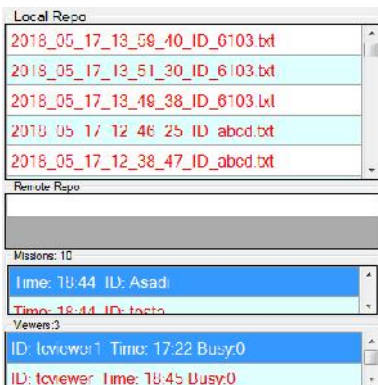 Local Repo
2018_05_17_13_59_40_ID_6103.txt
2018_05_17_13_51_30_ID_6103.txt
2018_05_17_13_49_38_ID_6103.txt
2018_05_17_12_46_25_ID_abcd.txt
2018_05_17_12_38_47_ID_abcd.txt
Remote Repo
Missions: 10
Time: 18:44 ID: Asadi
Time: 18:44 ID:
Viewers:3
ID: tcviewer1 Time: 17:22 Busy:0
ID: tcviewer Time: 18:45 Busy:0